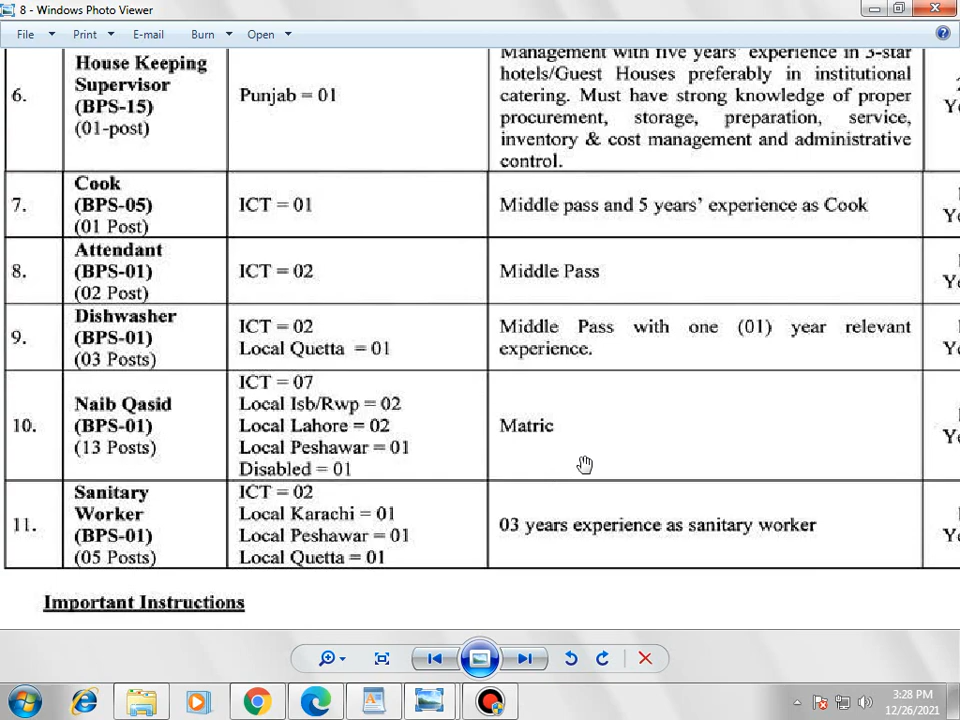 8 - Windows Photo Viewer
File Print E-mail Burn Open
6.
House Keeping
Supervisor
(BPS-15)
(01-post)
Punjab = 01
Management with five years' experience in 3-star
hotels/Guest Houses preferably in institutional
catering. Must have strong knowledge of proper
procurement, storage, preparation, service,
inventory & cost management and administrative
control.
7.
Cook
(BPS-05)
(01 Post)
ICT = 01
Middle pass and 5 years' experience as Cook
8.
Attendant
(BPS-01)
(02 Post)
ICT = 02
Middle Pass
9.
Dishwasher
(BPS-01)
(03 Posts)
ICT = 02
Local Quetta = 01
Middle Pass with one (01) year relevant
experience.
10.
Naib Qasid
(BPS-01)
(13 Posts)
ICT = 07
Local Isb/Rwp = 02
Local Lahore = 02
Local Peshawar = 01
Disabled = 01
Matric
11.
Sanitary
Worker
(BPS-01)
(05 Posts)
ICT = 02
Local Karachi = 01
Local Peshawar = 01
Local Quetta = 01
03 years experience as sanitary worker
Important Instructions
3:28 PM
12/26/2021